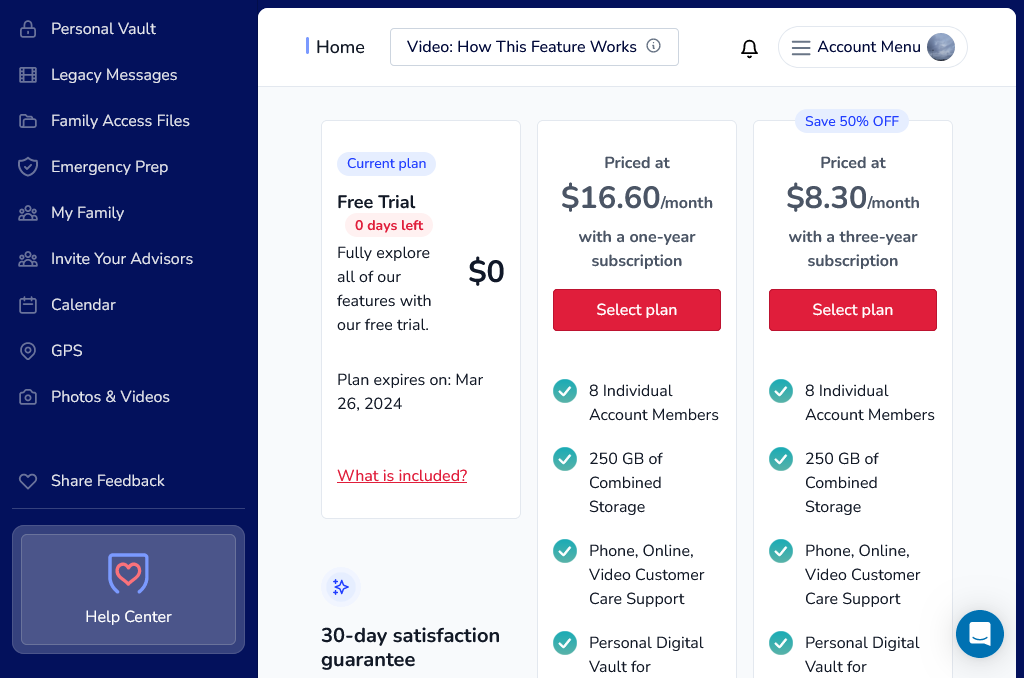 Personal Vault
Legacy Messages
Family Access Files
Emergency Prep
My Family
Invite Your Advisors
Calendar
GPS
Photos & Videos
Share Feedback
Help Center
Home
Video: How This Feature Works
Account Menu
Current plan
Free Trial
0 days left
Fully explore
all of our
features with
our free trial.
$0
Plan expires on: Mar
26, 2024
What is included?
30-day satisfaction
guarantee
Priced at
$16.60/month
with a one-year
subscription
Select plan
8 Individual
Account Members
250 GB of
Combined
Storage
Phone, Online,
Video Customer
Care Support
Personal Digital
Vault for
Save 50% OFF
Priced at
$8.30/month
with a three-year
subscription
Select plan
8 Individual
Account Members
250 GB of
Combined
Storage
Phone, Online,
Video Customer
Care Support
Personal Digital
Vault for